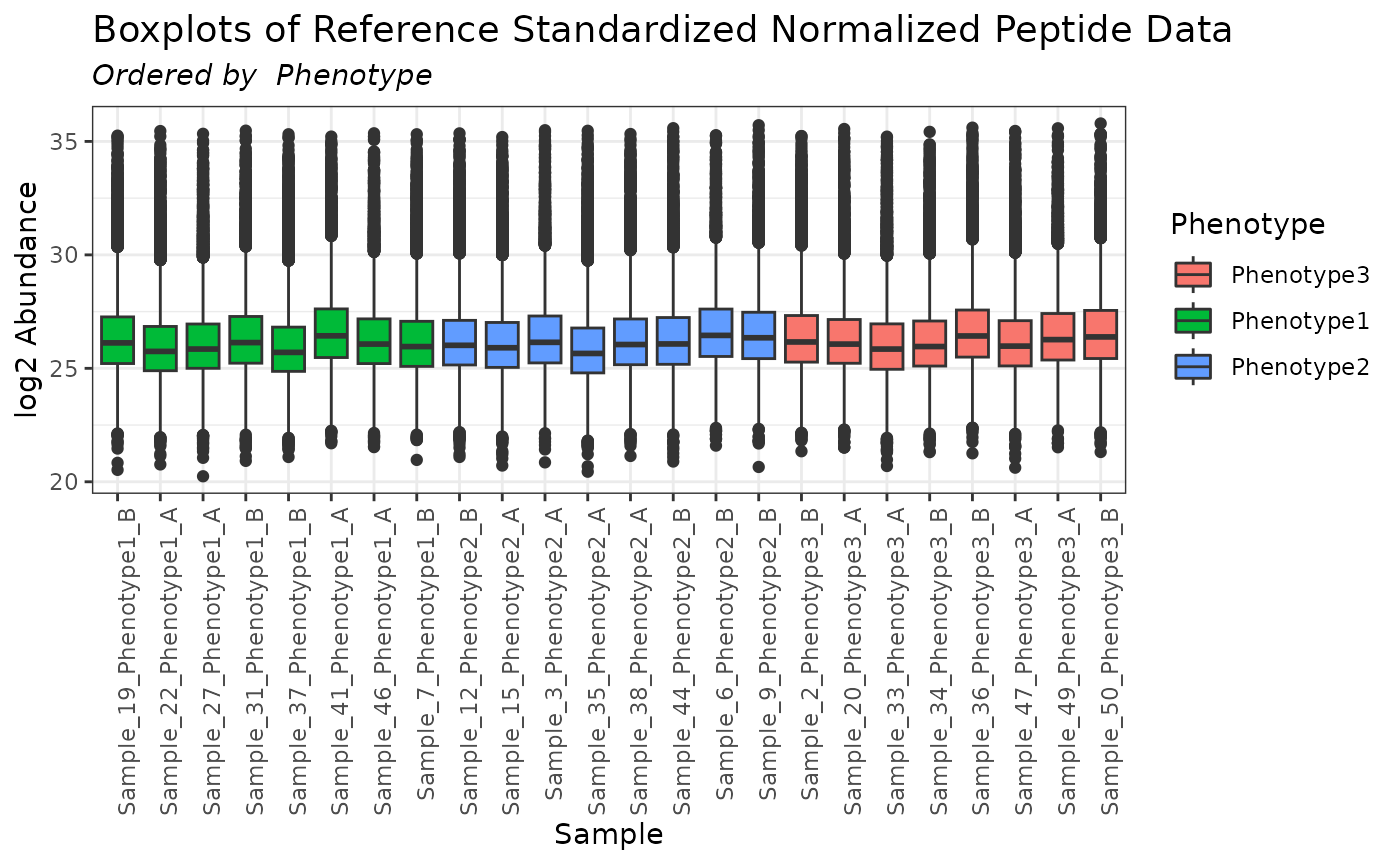 Boxplots of Reference Standardized Normalized Peptide Data
Ordered by  Phenotype
35
30
25
20
log2 Abundance
Sample_19_Phenotype1_B
Sample_22_Phenotype1_A
Sample_27_Phenotype1_A
Sample_31_Phenotype1_B
Sample_37_Phenotype1_B
Sample_41_Phenotype1_A
Sample_46_Phenotype1_A
Sample_7_Phenotype1_B
Sample_12_Phenotype2_B
Sample_15_Phenotype2_A
Sample_3_Phenotype2_A
Sample_35_Phenotype2_A
Sample_38_Phenotype2_A
Sample_44_Phenotype2_B
Sample_6_Phenotype2_B
Sample_9_Phenotype2_B
Sample_2_Phenotype3_B
Sample_20_Phenotype3_A
Sample_33_Phenotype3_A
Sample_34_Phenotype3_B
Sample_36_Phenotype3_B
Sample_47_Phenotype3_A
Sample_49_Phenotype3_A
Sample_50_Phenotype3_B
Sample
Phenotype
Phenotype3
Phenotype1
Phenotype2